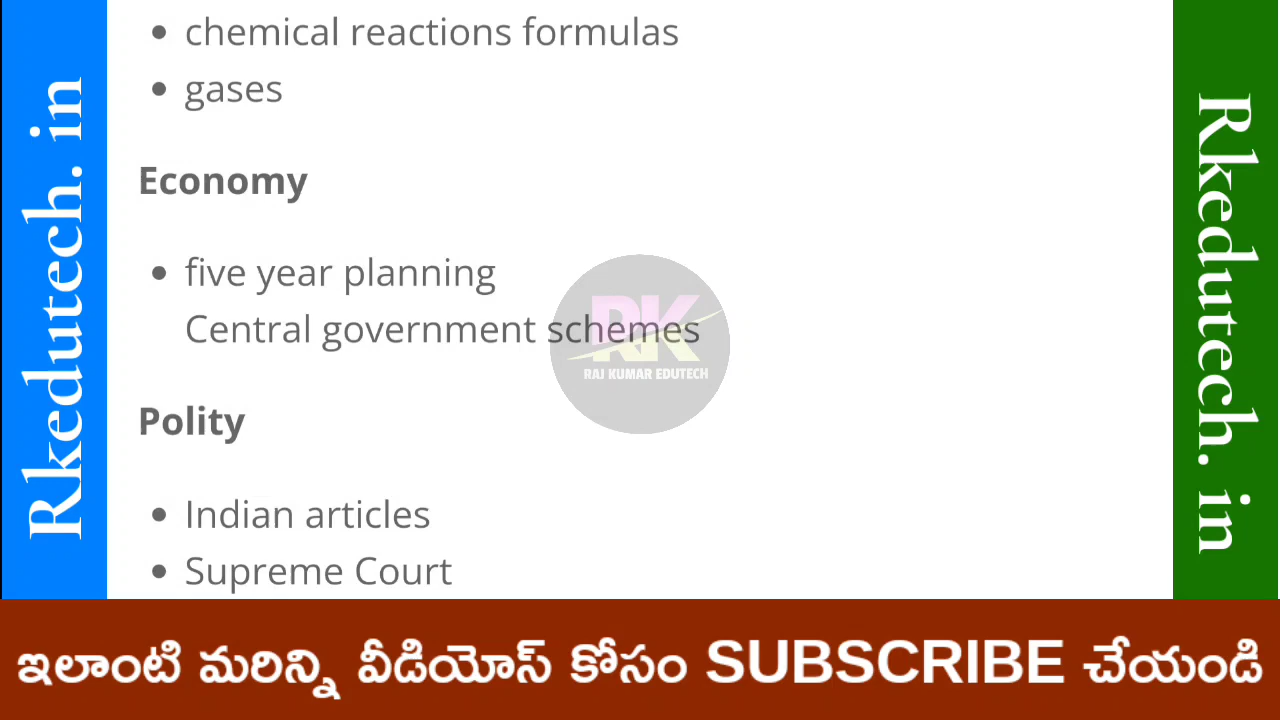 chemical reactions formulas
gases
Economy
five year planning
Central government schemes
Polity
Indian articles
Supreme Court
Rkedutech. in
Rkedutech. in
RK
RAJ KUMAR EDUTECH
ఇలాంటి మరిన్ని వీడియోస్ కోసం SUBSCRIBE చేయండి